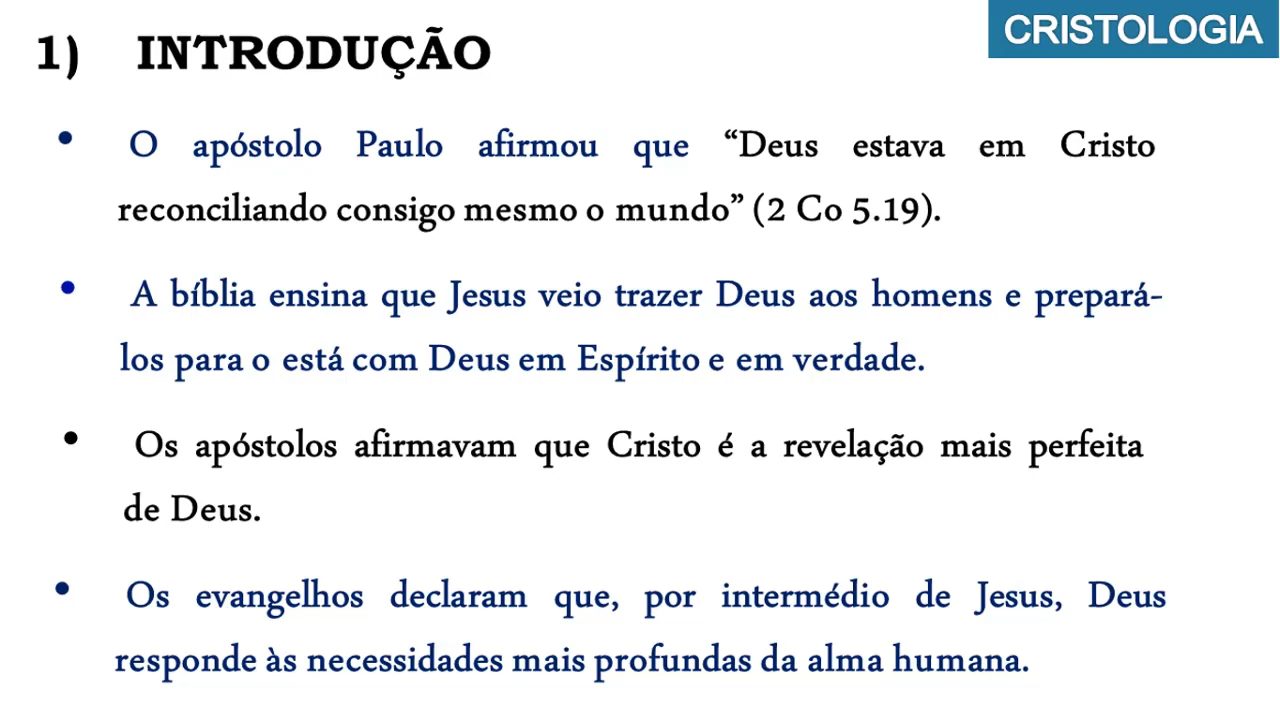 CRISTOLOGIA
1) INTRODUÇÃO
• O apóstolo Paulo afirmou que “Deus estava em Cristo
reconciliando consigo mesmo o mundo” (2 Co 5.19).
• A bíblia ensina que Jesus veio trazer Deus aos homens e prepará-
los para o está com Deus em Espírito e em verdade.
• Os apóstolos afirmavam que Cristo é a revelação mais perfeita
de Deus.
• Os evangelhos declaram que, por intermédio de Jesus, Deus
responde às necessidades mais profundas da alma humana.